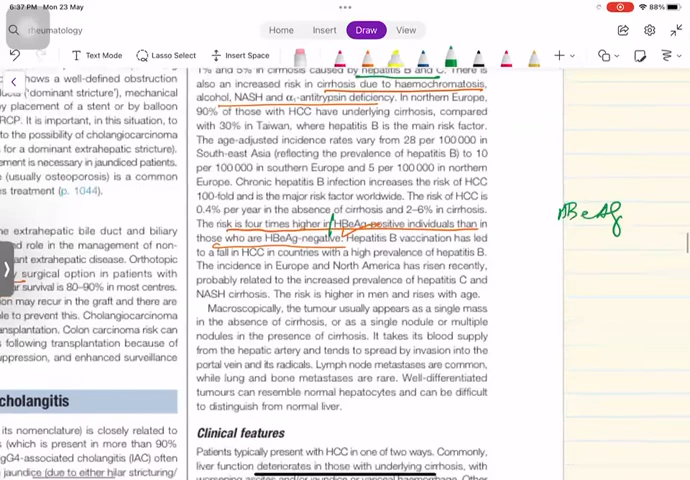 6:37 PM Mon 23 May
88%
rheumatology
Home
Insert
Draw
View
Text Mode
Lasso Select
Insert Space
shows a well-defined obstruction
('dominant stricture'), mechanical
y placement of a stent or by balloon
RCP. It is important, in this situation, to
to the possibility of cholangiocarcinoma
for a dominant extrahepatic stricture).
ement is necessary in jaundiced patients.
(usually osteoporosis) is a common
s treatment (p. 1044).
he extrahepatic bile duct and biliary
d role in the management of non-
ant extrahepatic disease. Orthotopic
y surgical option in patients with
r survival is 80–90% in most centres.
on may recur in the graft and there are
le to prevent this. Cholangiocarcinoma
ansplantation. Colon carcinoma risk can
s following transplantation because of
uppression, and enhanced surveillance
cholangitis
its nomenclature) is closely related to
s (which is present in more than 90%
gG4-associated cholangitis (IAC) often
jaundice (due to either hilar stricturing/
1% and 5% in cirrhosis caused by hepatitis B and C. There is
also an increased risk in cirrhosis due to haemochromatosis,
alcohol, NASH and α₁-antitrypsin deficiency. In northern Europe,
90% of those with HCC have underlying cirrhosis, compared
with 30% in Taiwan, where hepatitis B is the main risk factor.
The age-adjusted incidence rates vary from 28 per 100 000 in
South-east Asia (reflecting the prevalence of hepatitis B) to 10
per 100 000 in southern Europe and 5 per 100 000 in northern
Europe. Chronic hepatitis B infection increases the risk of HCC
100-fold and is the major risk factor worldwide. The risk of HCC is
0.4% per year in the absence of cirrhosis and 2–6% in cirrhosis.
The risk is four times higher in HBeAg-positive individuals than in
those who are HBeAg-negative. Hepatitis B vaccination has led
to a fall in HCC in countries with a high prevalence of hepatitis B.
The incidence in Europe and North America has risen recently,
probably related to the increased prevalence of hepatitis C and
NASH cirrhosis. The risk is higher in men and rises with age.
Macroscopically, the tumour usually appears as a single mass
in the absence of cirrhosis, or as a single nodule or multiple
nodules in the presence of cirrhosis. It takes its blood supply
from the hepatic artery and tends to spread by invasion into the
portal vein and its radicals. Lymph node metastases are common,
while lung and bone metastases are rare. Well-differentiated
tumours can resemble normal hepatocytes and can be difficult
to distinguish from normal liver.
Clinical features
Patients typically present with HCC in one of two ways. Commonly,
liver function deteriorates in those with underlying cirrhosis, with
worsening ascites and/or jaundice or variceal haemorrhage. Other
HBeAg